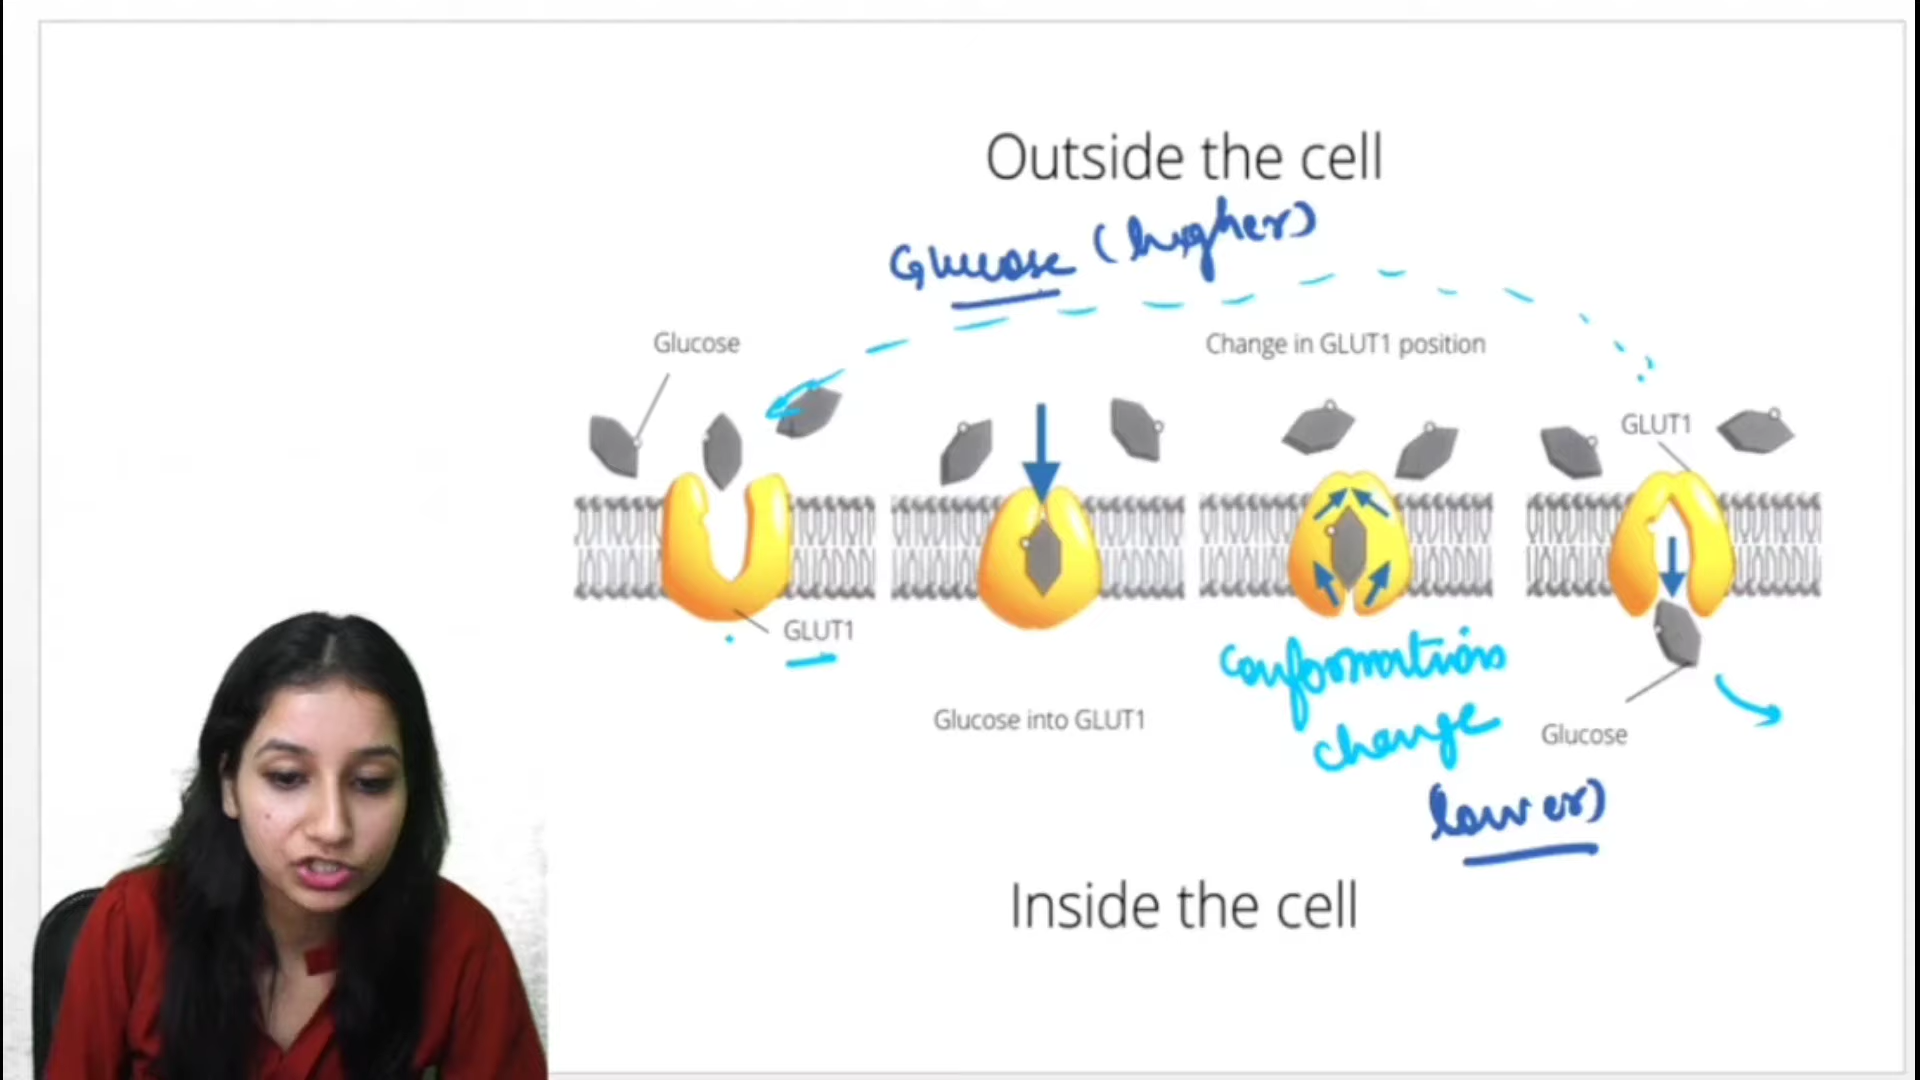 Outside the cell
Glucose (higher)
Glucose
Change in GLUT1 position
GLUT1
GLUT1
Glucose into GLUT1
conformations
change
Glucose
(lower)
Inside the cell